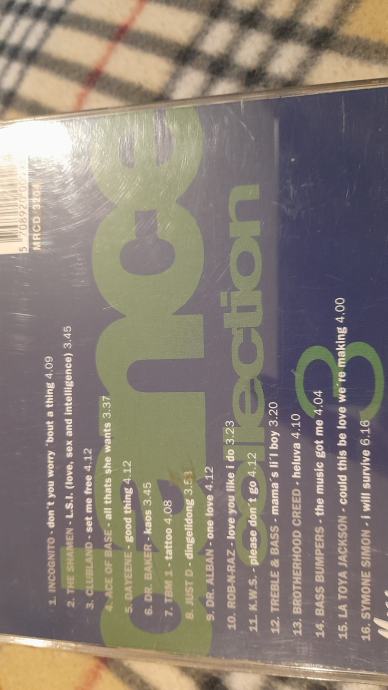 dance
collection
3
1. INCOGNITO - don't you worry 'bout a thing 4.09
2. THE SHAMEN - L.S.I. (love, sex and intelligence) 3.45
3. CLUBLAND - set me free 4.12
4. ACE OF BASE - all thats she wants 3.37
5. DAYEENE - good thing 4.12
6. DR. BAKER - kaos 3.45
7. TBM 1 - tattoo 4.08
8. JUST D - dingelidong 3.53
9. DR. ALBAN - one love 4.12
10. ROB-N-RAZ - love you like i do 3.23
11. K.W.S. - please don't go 4.12
12. TREBLE & BASS - mama's li'l boy 3.20
13. BROTHERHOOD CREED - heluva 4.10
14. BASS BUMPERS - the music got me 4.04
15. LA TOYA JACKSON - could this be love we're making 4.00
16. SYMONE SIMON - I will survive 6.16
MRCD 3204